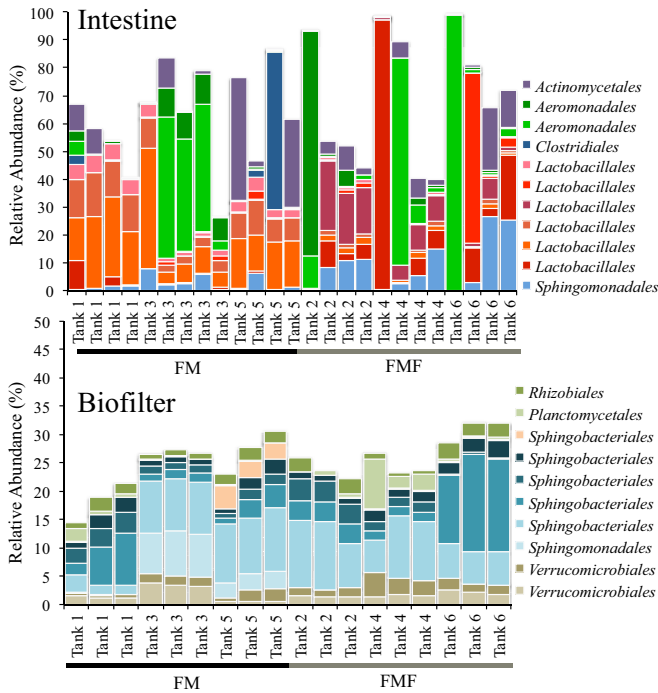 Intestine
Relative Abundance (%)
100
90
80
70
60
50
40
30
20
10
0
Tank 1
Tank 1
Tank 1
Tank 1
Tank 3
Tank 3
Tank 3
Tank 3
Tank 3
Tank 5
Tank 5
Tank 5
Tank 5
Tank 2
Tank 2
Tank 2
Tank 2
Tank 4
Tank 4
Tank 4
Tank 4
Tank 6
Tank 6
Tank 6
Tank 6
FM
FMF
Actinomycetales
Aeromonadales
Aeromonadales
Clostridiales
Lactobacillales
Lactobacillales
Lactobacillales
Lactobacillales
Lactobacillales
Lactobacillales
Sphingomonadales
Biofilter
Relative Abundance (%)
50
45
40
35
30
25
20
15
10
5
0
Tank 1
Tank 1
Tank 1
Tank 3
Tank 3
Tank 3
Tank 5
Tank 5
Tank 5
Tank 2
Tank 2
Tank 2
Tank 4
Tank 4
Tank 4
Tank 6
Tank 6
Tank 6
FM
FMF
Rhizobiales
Planctomycetales
Sphingobacteriales
Sphingobacteriales
Sphingobacteriales
Sphingobacteriales
Sphingobacteriales
Sphingomonadales
Verrucomicrobiales
Verrucomicrobiales